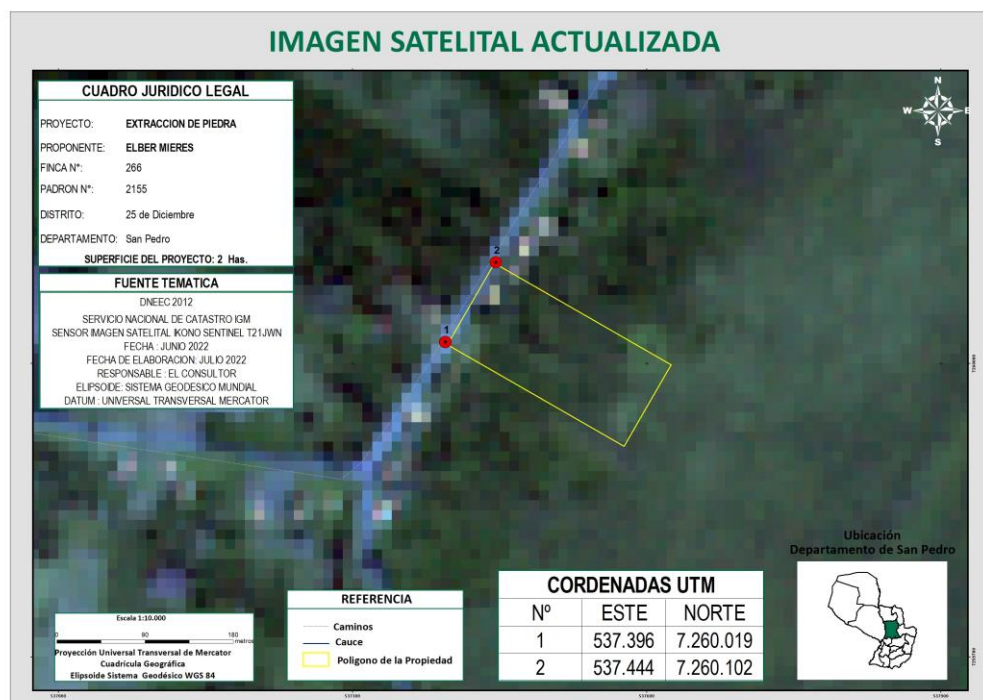 IMAGEN SATELITAL ACTUALIZADA
CUADRO JURIDICO LEGAL
PROYECTO: EXTRACCION DE PIEDRA
PROPONENTE: ELBER MIERES
FINCA N°: 266
PADRON N°: 2155
DISTRITO: 25 de Diciembre
DEPARTAMENTO: San Pedro
SUPERFICIE DEL PROYECTO: 2 Has.
FUENTE TEMATICA
DNEEC 2012
SERVICIO NACIONAL DE CATASTRO IGM
SENSOR IMAGEN SATELITAL IKONO SENTINEL T21JWN
FECHA : JUNIO 2022
FECHA DE ELABORACION: JULIO 2022
RESPONSABLE : EL CONSULTOR
ELIPSOIDE: SISTEMA GEODESICO MUNDIAL
DATUM : UNIVERSAL TRANSVERSAL MERCATOR
N
W E
S
2
1
Escala 1:10.000
0 90 180
metros
Proyección Universal Transversal de Mercator
Cuadrícula Geográfica
Elipsoide Sistema Geodésico WGS 84
REFERENCIA
Caminos
Cauce
Poligono de la Propiedad
CORDENADAS UTM
Nº ESTE NORTE
1 537.396 7.260.019
2 537.444 7.260.102
Ubicación
Departamento de San Pedro